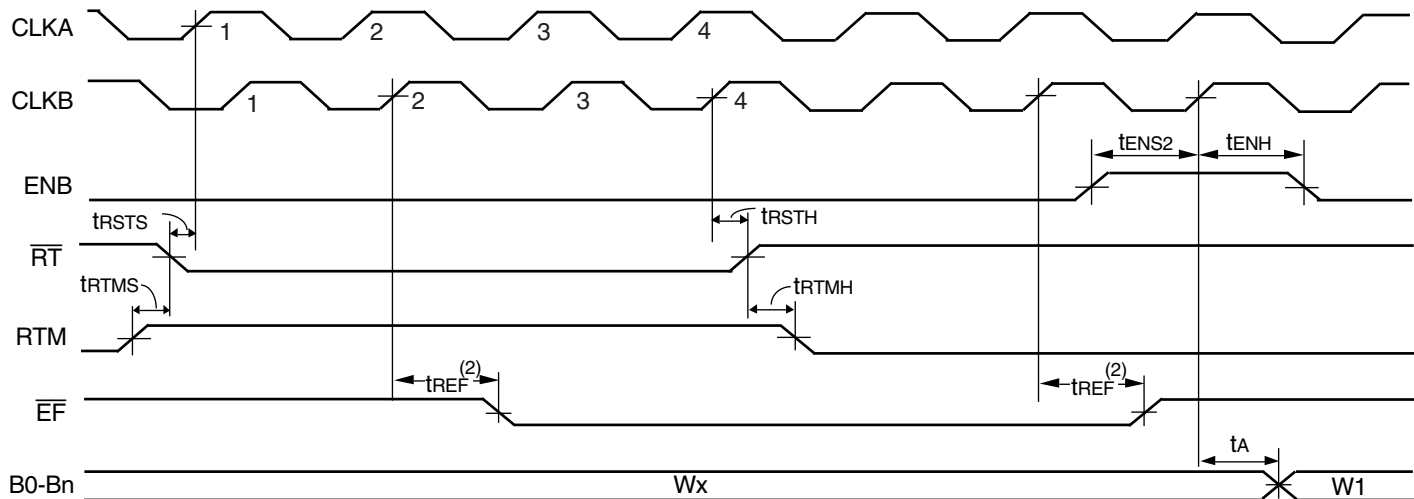 CLKA 1 2 3 4
CLKB 1 2 3 4
tENS2 tENH
ENB
tRSTS tRSTH
RT
tRTMS tRTMH
RTM
tREF(2) tREF(2)
EF
tA
B0-Bn Wx W1